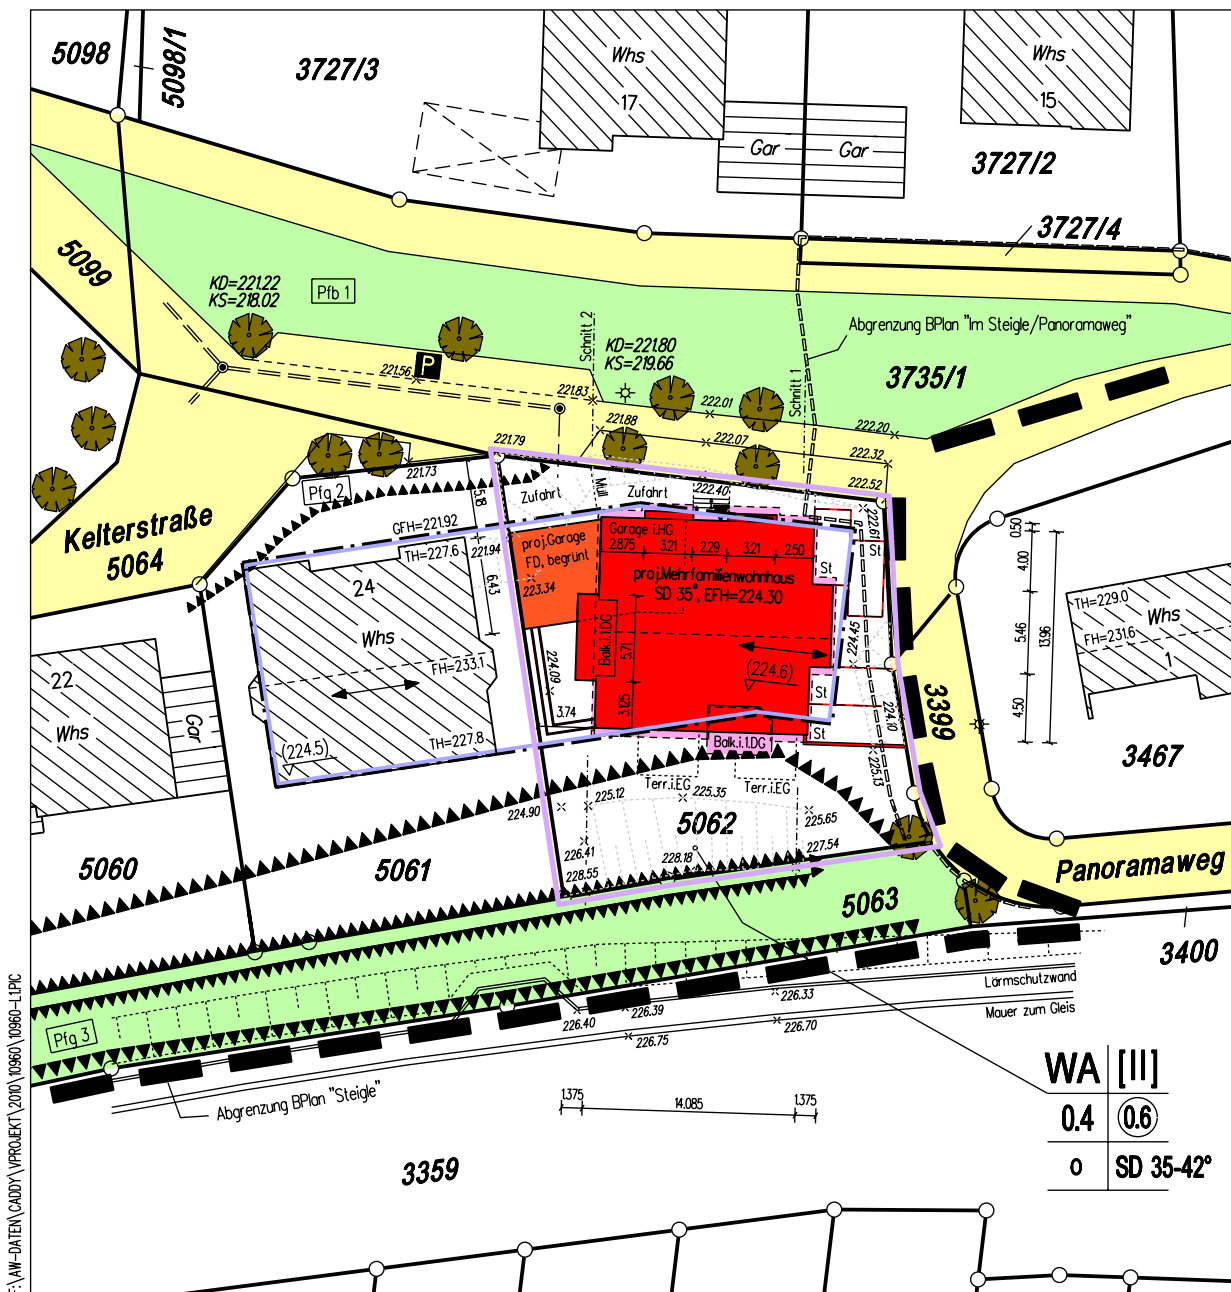 5098
5098/1
3727/3
Whs
17
Whs
15
Gar
Gar
3727/2
3727/4
5099
KD=221.22
KS=218.02
Pfb 1
Schnitt 2
KD=221.80
KS=219.66
Abgrenzung BPlan "Im Steigle/Panoramaweg"
3735/1
P
221.56
221.83
222.01
Schnitt 1
222.20
221.88
222.07
222.32
221.79
221.73
Pfg 2
5.18
Zufahrt
Müll
Zufahrt
222.40
222.52
222.61
Kelterstraße
5064
GFH=221.92
TH=227.6
221.94
proj.Garage
FD, begrünt
223.34
Garage i.HG
2.875
3.21
2.29
3.21
2.50
proj.Mehrfamilienwohnhaus
SD 35°, EFH=224.30
St
St
0.50
4.00
5.46
13.96
4.50
TH=229.0
FH=231.6
Whs
1
24
Whs
6.43
FH=233.1
22
Whs
Gar
(224.5)
TH=227.8
224.09
3.74
Balk.i.1.DG
5.71
3.125
(224.6)
224.45
St
St
224.10
225.13
3399
3467
Balk.i.1.DG
Terr.i.EG
Terr.i.EG
224.90
225.12
225.35
225.65
5062
226.41
228.18
227.54
228.55
5060
5061
5063
Panoramaweg
3400
Pfg 3
Lärmschutzwand
Mauer zum Gleis
226.33
226.39
226.40
226.70
226.75
Abgrenzung BPlan "Steigle"
1.375
14.085
1.375
WA [II]
0.4 0.6
o SD 35-42°
3359
F:\AW-DATEN\CADDY\VPROJEKT\2010\10960\10960-L1.PIC